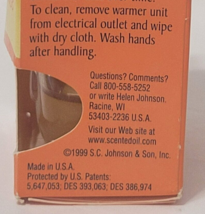 To clean, remove warmer unit
from electrical outlet and wipe
with dry cloth. Wash hands
after handling.
Questions? Comments?
Call 800-558-5252
or write Helen Johnson,
Racine, WI
53403-2236 U.S.A.
Visit our Web site at
www.scentedoil.com
©1999 S.C. Johnson & Son, Inc.
Made in U.S.A.
Protected by U.S. Patents:
5,647,053; DES 393,063; DES 386,974